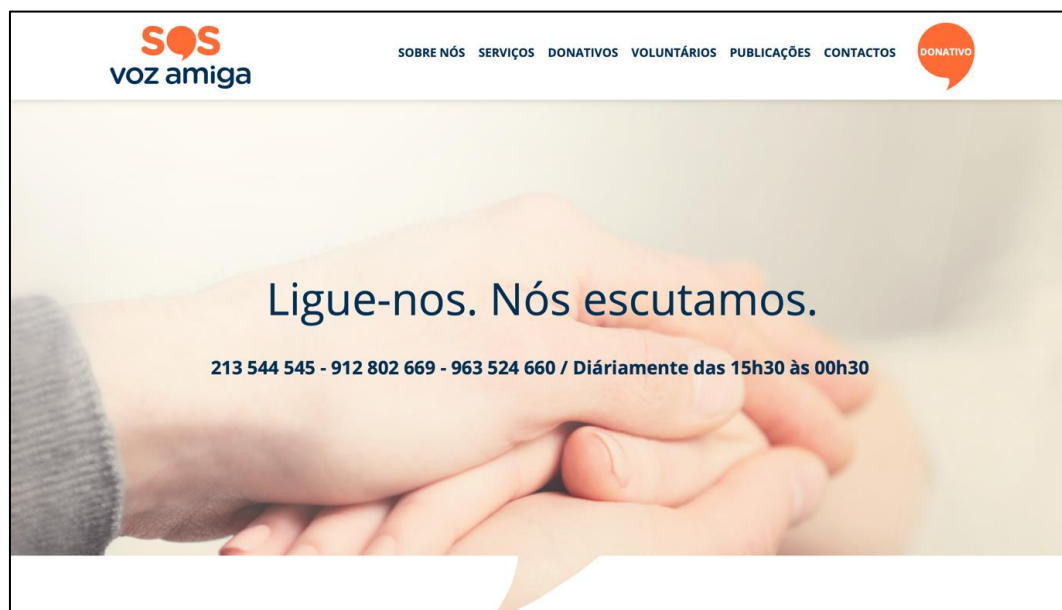 SOS
voz amiga
SOBRE NÓS SERVIÇOS DONATIVOS VOLUNTÁRIOS PUBLICAÇÕES CONTACTOS DONATIVO
Ligue-nos. Nós escutamos.
213 544 545 - 912 802 669 - 963 524 660 / Diáriamente das 15h30 às 00h30